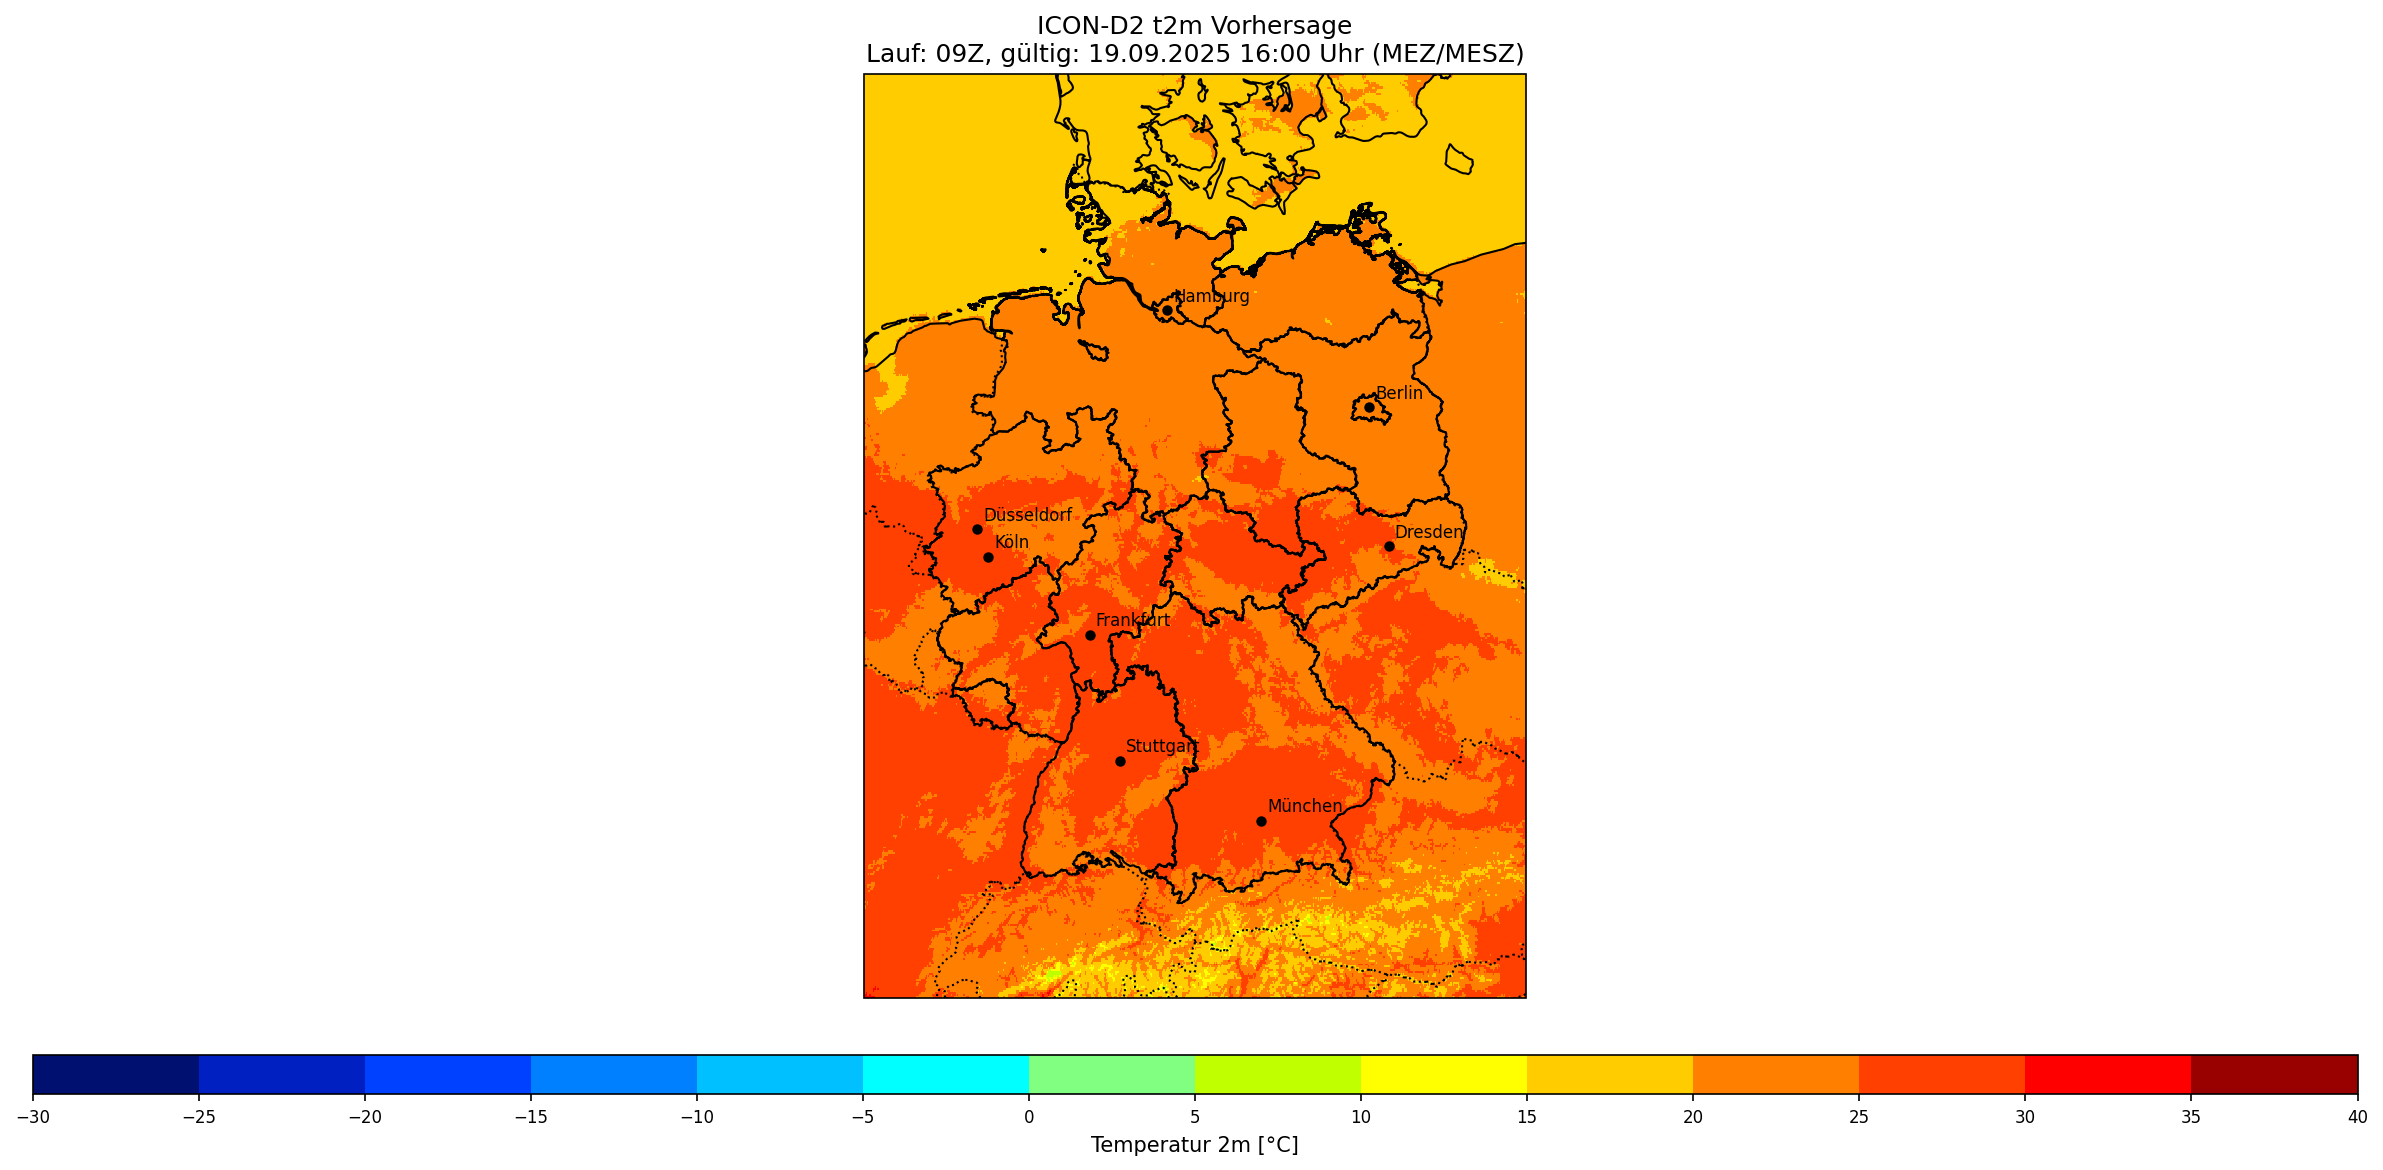 ICON-D2 t2m Vorhersage
Lauf: 09Z, gültig: 19.09.2025 16:00 Uhr (MEZ/MESZ)
Hamburg
Berlin
Düsseldorf
Köln
Dresden
Frankfurt
Stuttgart
München
−30 −25 −20 −15 −10 −5 0 5 10 15 20 25 30 35 40
Temperatur 2m [°C]